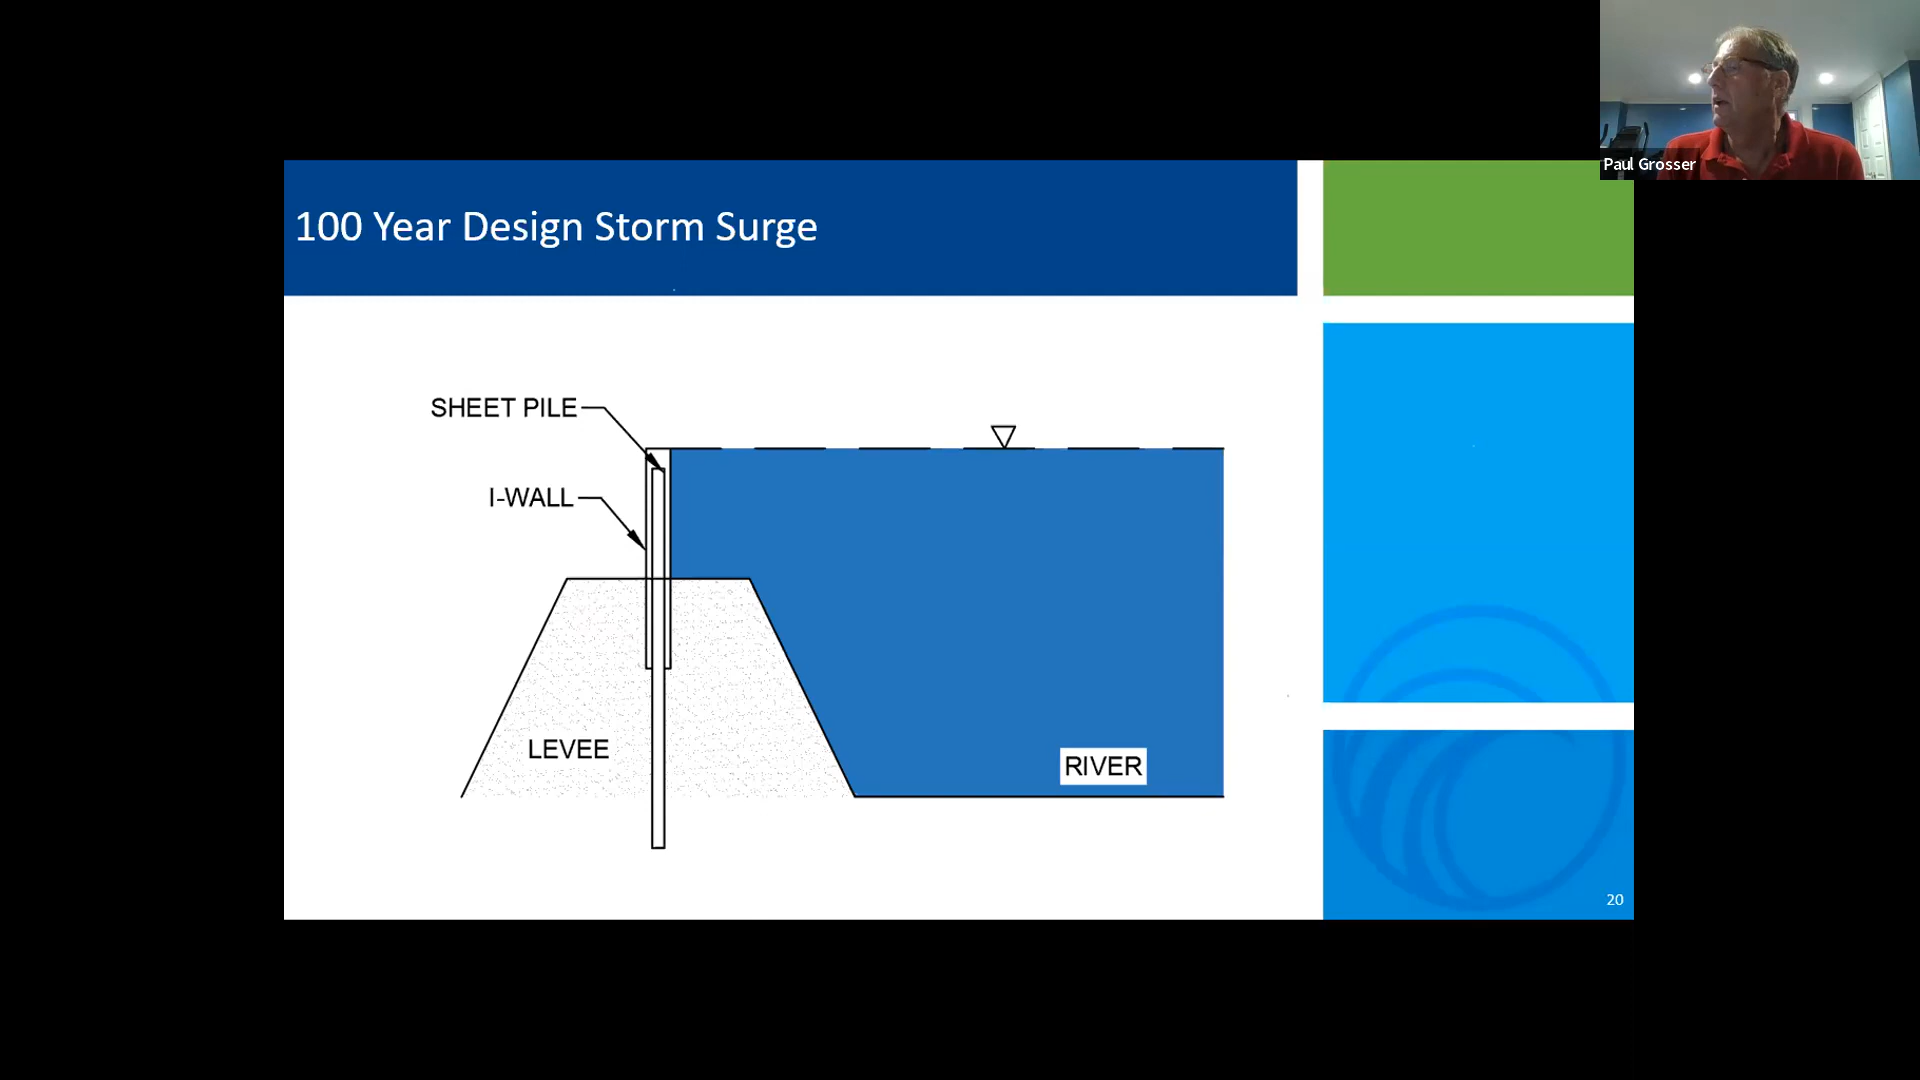 Paul Grosser
100 Year Design Storm Surge
SHEET PILE
I-WALL
LEVEE
RIVER
20